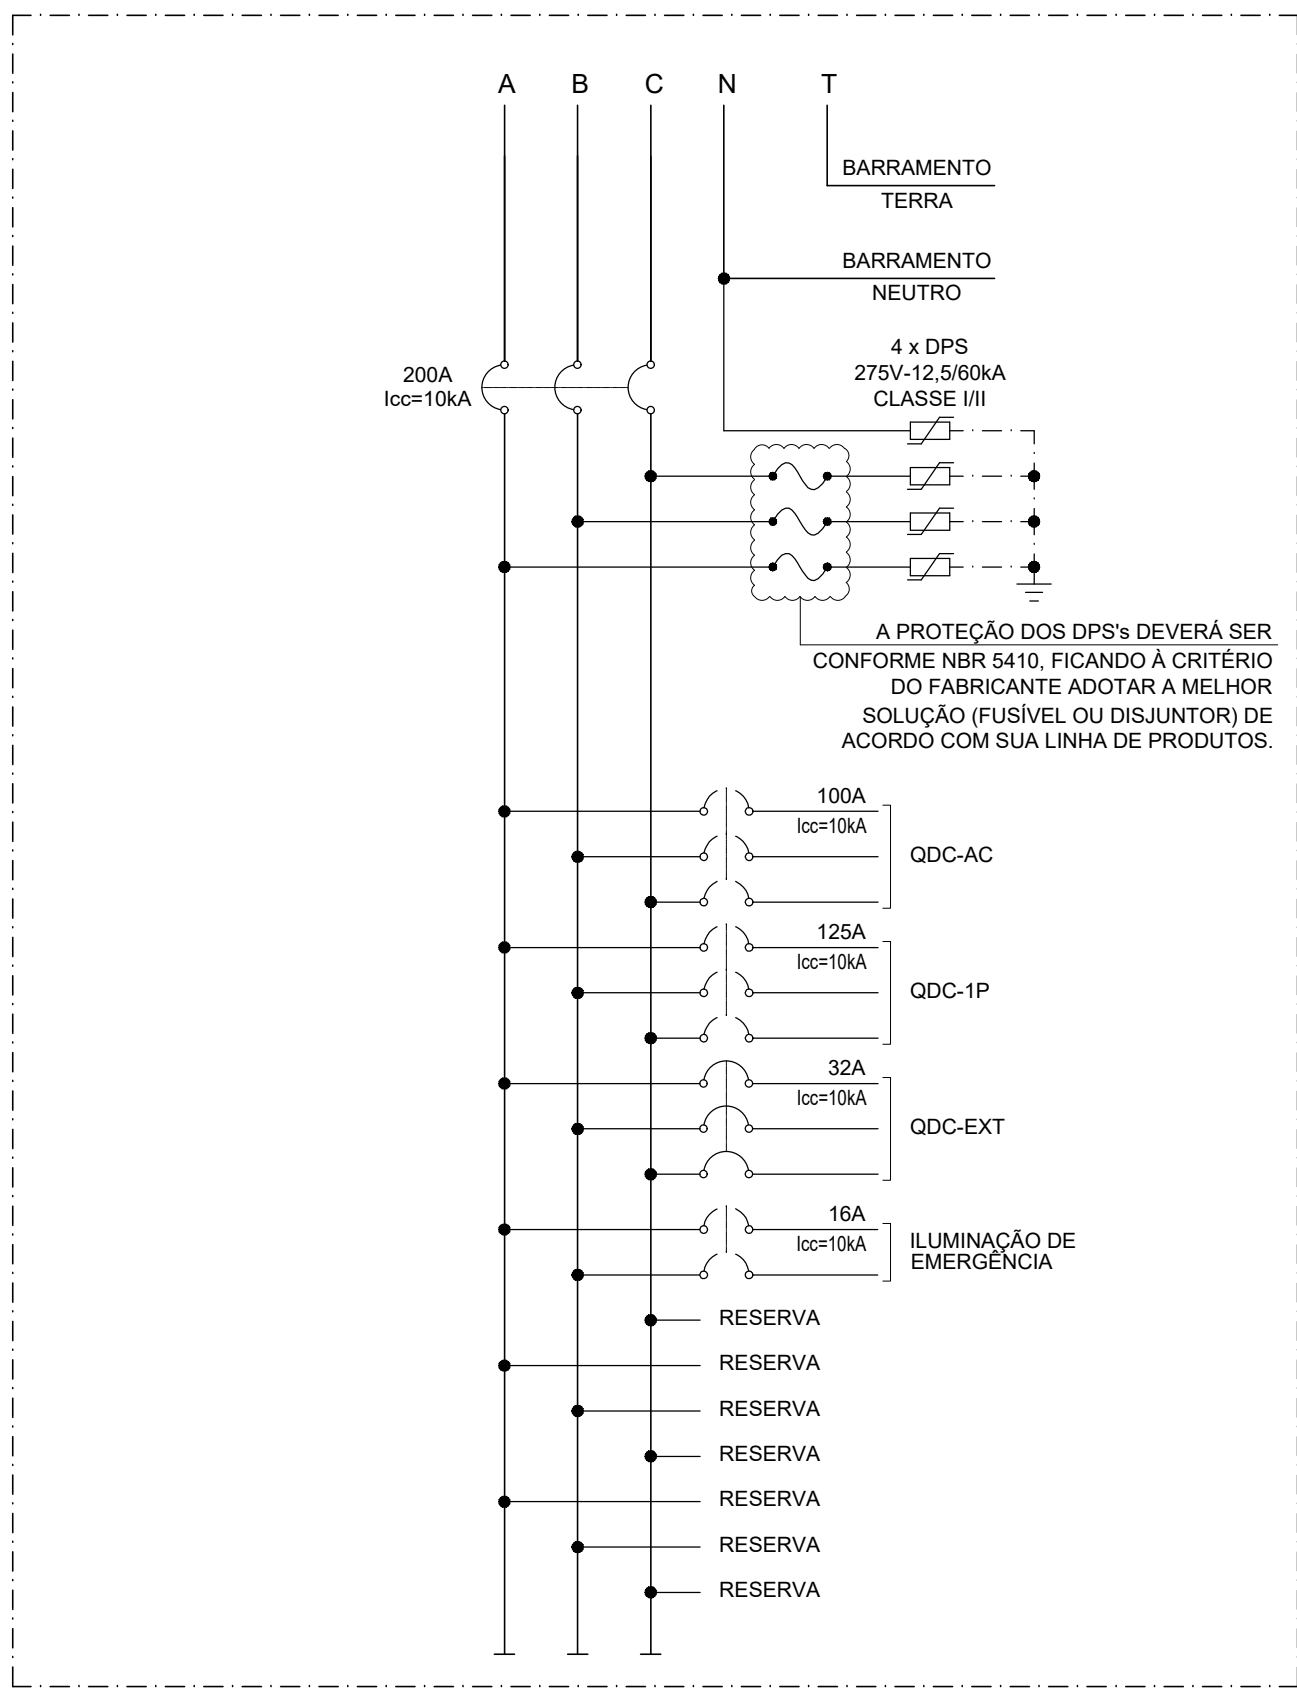 A B C N T
BARRAMENTO
TERRA
BARRAMENTO
NEUTRO
4 x DPS
275V-12,5/60kA
CLASSE I/II
200A
Icc=10kA
A PROTEÇÃO DOS DPS's DEVERÁ SER
CONFORME NBR 5410, FICANDO À CRITÉRIO
DO FABRICANTE ADOTAR A MELHOR
SOLUÇÃO (FUSÍVEL OU DISJUNTOR) DE
ACORDO COM SUA LINHA DE PRODUTOS.
100A
Icc=10kA
QDC-AC
125A
Icc=10kA
QDC-1P
32A
Icc=10kA
QDC-EXT
16A
Icc=10kA
ILUMINAÇÃO DE
EMERGÊNCIA
RESERVA
RESERVA
RESERVA
RESERVA
RESERVA
RESERVA
RESERVA